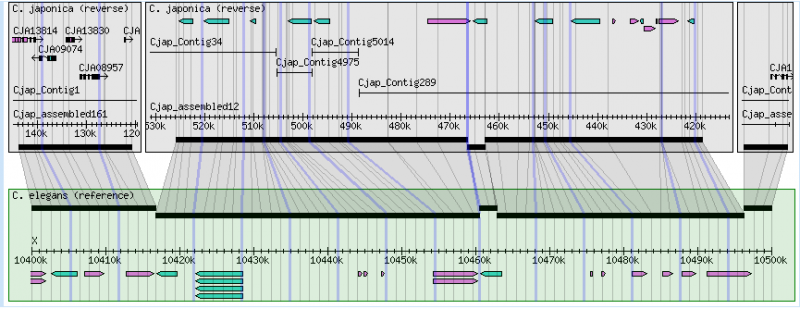 C. japonica (reverse)
CJA13814 CJA13830 CJA
CJA09074
CJA08957
Cjap_Contig1
Cjap_assembled161
140k 130k 120
C. japonica (reverse)
Cjap_Contig34 Cjap_Contig5014
Cjap_Contig4975
Cjap_Contig289
Cjap_assembled12
530k 520k 510k 500k 490k 480k 470k 460k 450k 440k 430k 420k
CJA1
Cjap_Cont
Cjap_asse
C. elegans (reference)
X
10400k 10410k 10420k 10430k 10440k 10450k 10460k 10470k 10480k 10490k 10500k